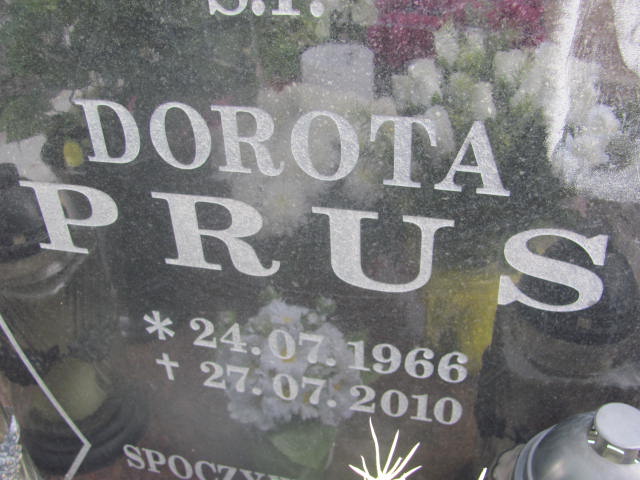 Ś.P.
DOROTA
PRUS
* 24.07.1966
† 27.07.2010